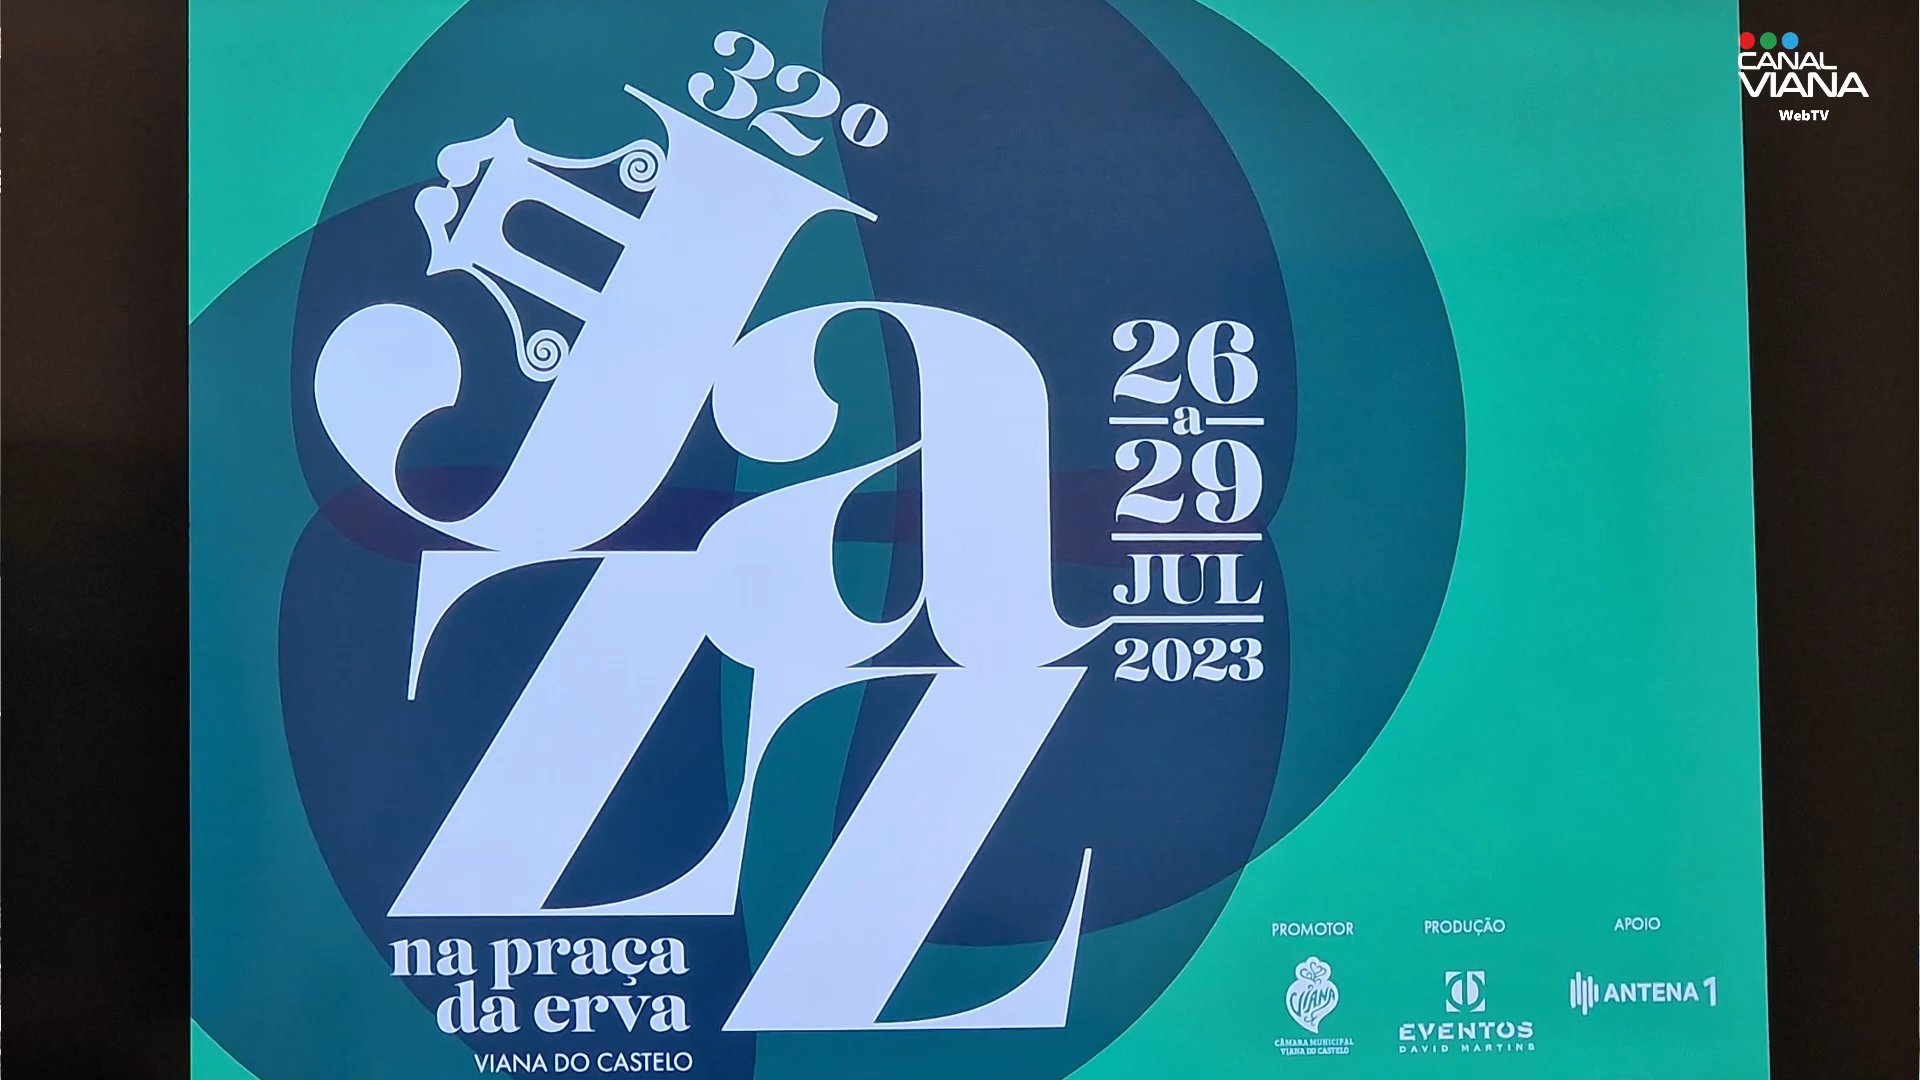 CANAL
VIANA
WebTV
32º
Jazz
26
a
29
JUL
2023
na praça
da erva
VIANA DO CASTELO
PROMOTOR
PRODUÇÃO
APOIO
VIANA
CÂMARA MUNICIPAL
VIANA DO CASTELO
EVENTOS
DAVID MARTINS
ANTENA 1